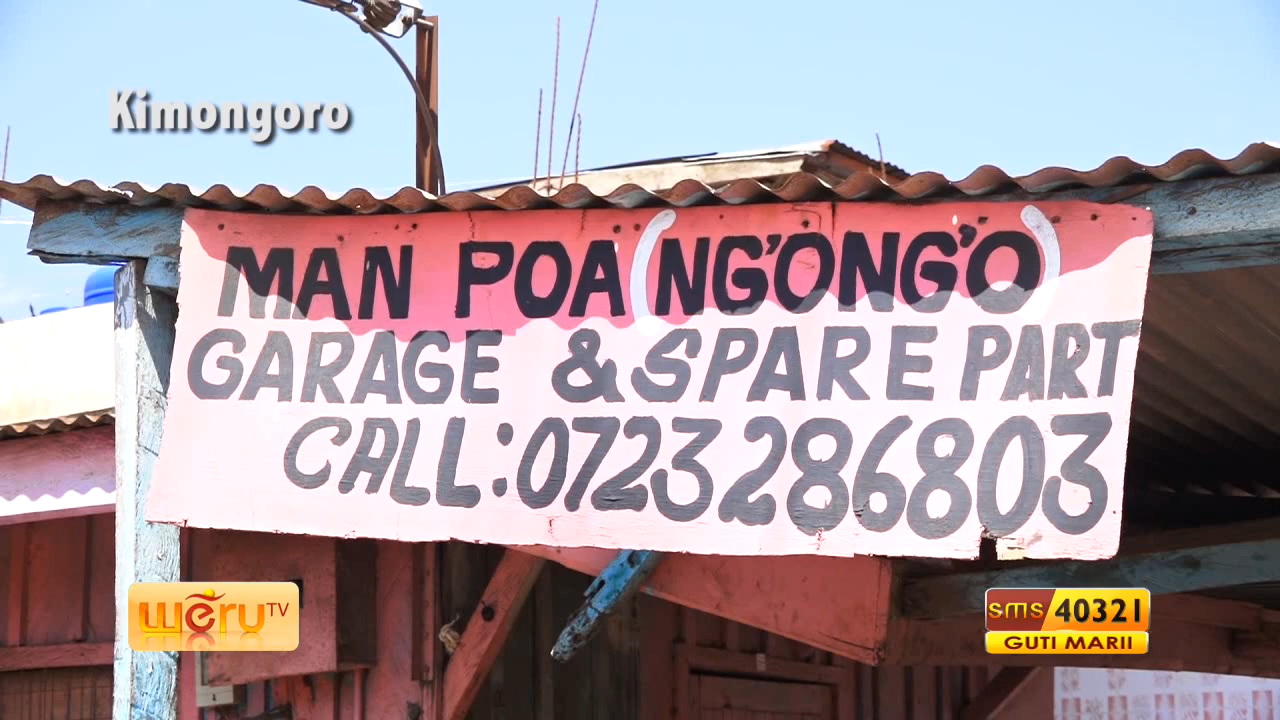 Kimongoro
MAN POA (NG'ONG'O)
GARAGE & SPARE PART
CALL:0723286803
weru TV
sms 40321
GUTI MARII